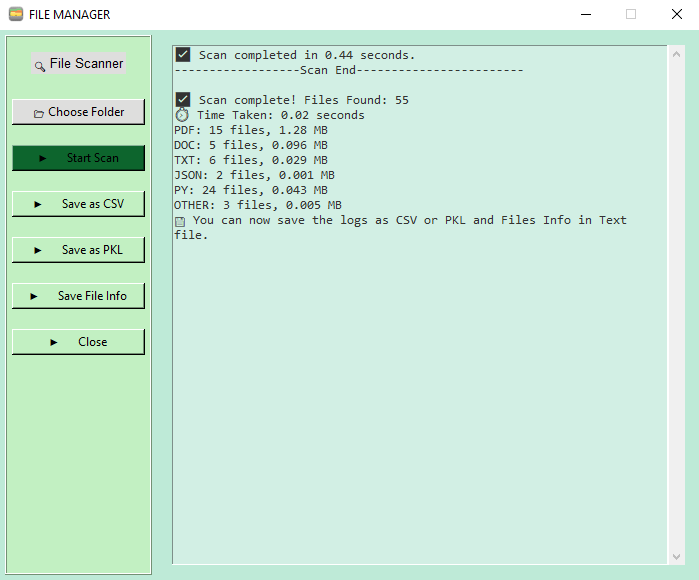 FILE MANAGER
🔍 File Scanner
📂 Choose Folder
► Start Scan
► Save as CSV
► Save as PKL
► Save File Info
► Close
✅ Scan completed in 0.44 seconds.
------------------Scan End------------------------
✅ Scan complete! Files Found: 55
⏱ Time Taken: 0.02 seconds
PDF: 15 files, 1.28 MB
DOC: 5 files, 0.096 MB
TXT: 6 files, 0.029 MB
JSON: 2 files, 0.001 MB
PY: 24 files, 0.043 MB
OTHER: 3 files, 0.005 MB
💾 You can now save the logs as CSV or PKL and Files Info in Text
file.